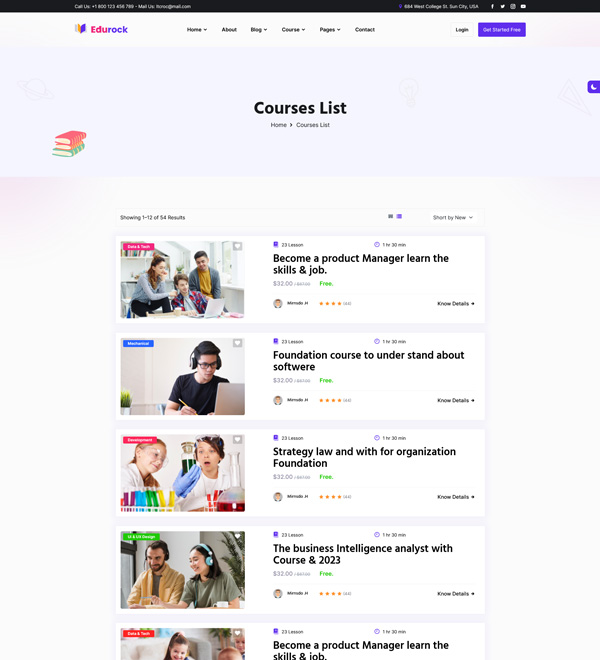 Call Us: +1 800 123 456 789 - Mail Us: Itcroc@mail.com
684 West College St. Sun City, USA
Edurock
Home
About
Blog
Course
Pages
Contact
Login
Get Started Free
Courses List
Home
Courses List
Showing 1–12 of 54 Results
Short by New
Data & Tech
23 Lesson
1 hr 30 min
Become a product Manager learn the
skills & job.
$32.00 / $67.00
Free.
Mirnsdo .H
(44)
Know Details
Mechanical
23 Lesson
1 hr 30 min
Foundation course to under stand about
softwere
$32.00 / $67.00
Free.
Mirnsdo .H
(44)
Know Details
Development
23 Lesson
1 hr 30 min
Strategy law and with for organization
Foundation
$32.00 / $67.00
Free.
Mirnsdo .H
(44)
Know Details
Ui & UX Design
23 Lesson
1 hr 30 min
The business Intelligence analyst with
Course & 2023
$32.00 / $67.00
Free.
Mirnsdo .H
(44)
Know Details
Data & Tech
23 Lesson
1 hr 30 min
Become a product Manager learn the
skills & job.